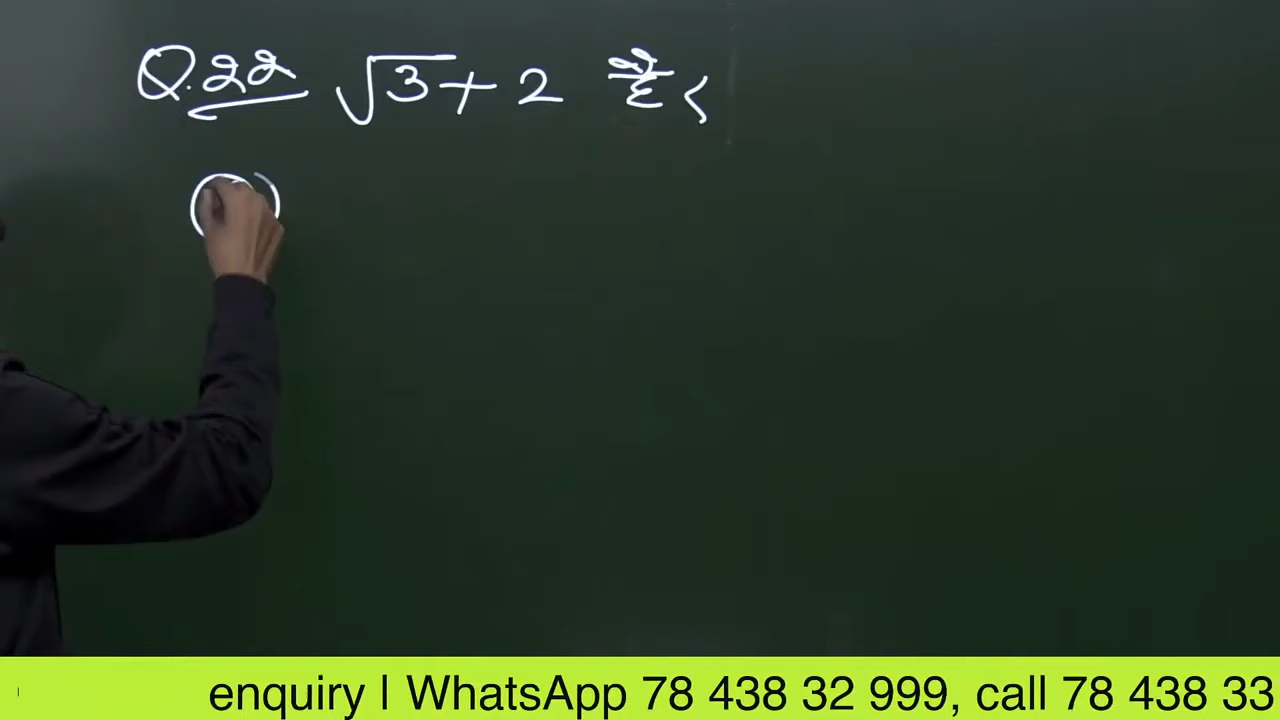 Q.22 √3 + 2
enquiry I WhatsApp 78 438 32 999, call 78 438 33